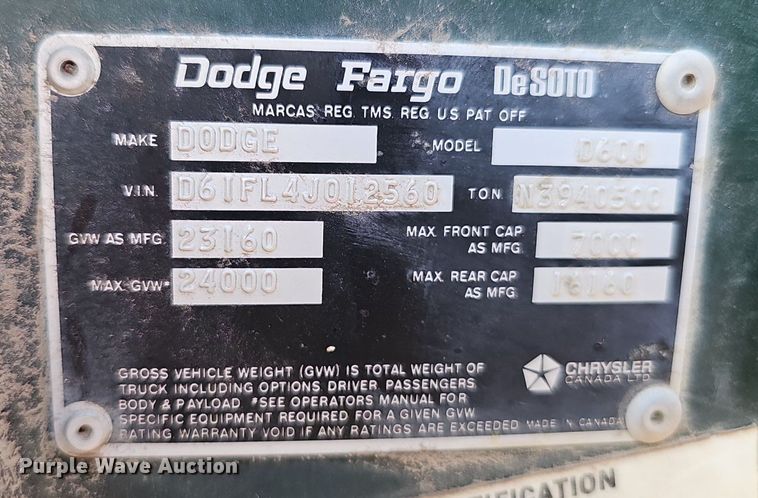 Dodge Fargo DeSOTO
MARCAS REG. TMS. REG. U.S. PAT. OFF.
MAKE DODGE MODEL D600
V.I.N. D61FL4J012560 T.O.N. N3940500
GVW AS MFG. 23160 MAX. FRONT CAP AS MFG. 7000
MAX. GVW* 24000 MAX. REAR CAP AS MFG. 16160
GROSS VEHICLE WEIGHT (GVW) IS TOTAL WEIGHT OF
TRUCK INCLUDING OPTIONS, DRIVER, PASSENGERS,
BODY & PAYLOAD *SEE OPERATORS MANUAL FOR
SPECIFIC EQUIPMENT REQUIRED FOR A GIVEN GVW
RATING WARRANTY VOID IF ANY RATINGS ARE EXCEEDED MADE IN CANADA
CHRYSLER
CANADA LTD.
Purple Wave Auction